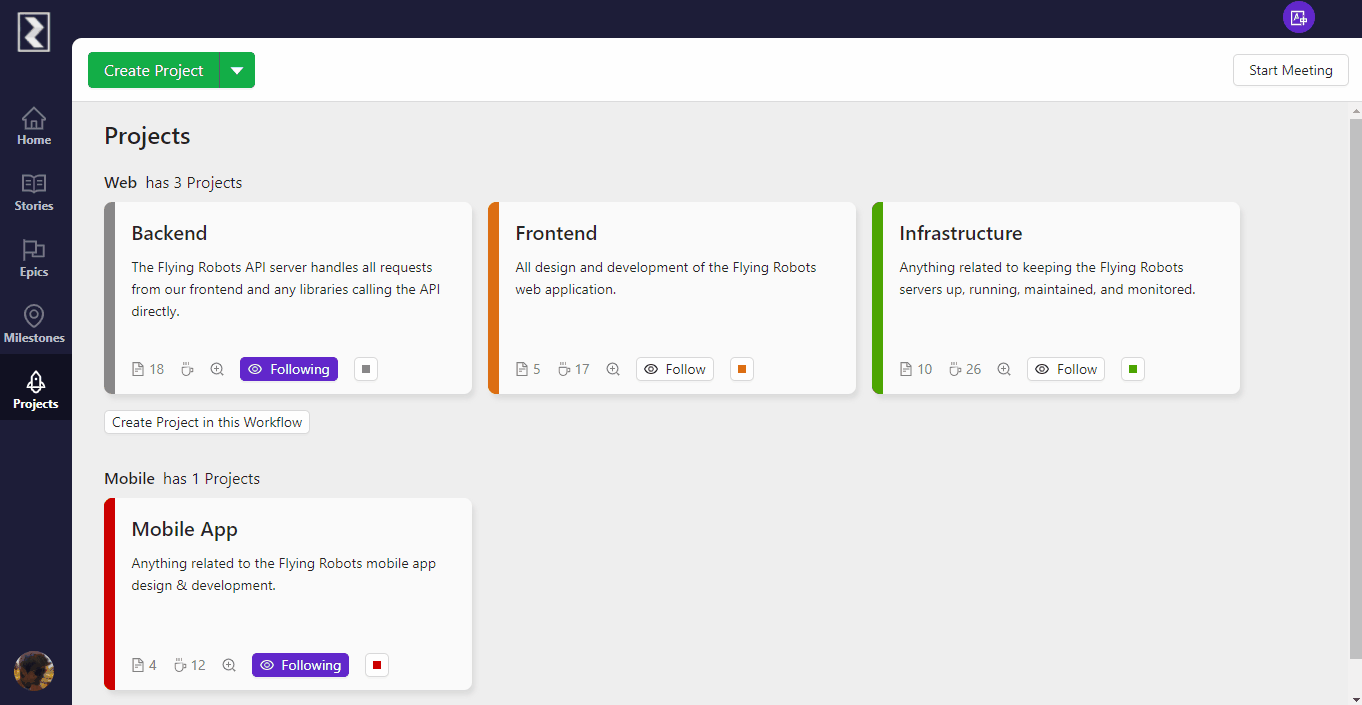 Create Project
Start Meeting
Home
Stories
Epics
Milestones
Projects
Projects
Web has 3 Projects
Backend
The Flying Robots API server handles all requests
from our frontend and any libraries calling the API
directly.
18
Following
Frontend
All design and development of the Flying Robots
web application.
5 17
Follow
Infrastructure
Anything related to keeping the Flying Robots
servers up, running, maintained, and monitored.
10 26
Follow
Create Project in this Workflow
Mobile has 1 Projects
Mobile App
Anything related to the Flying Robots mobile app
design & development.
4 12
Following